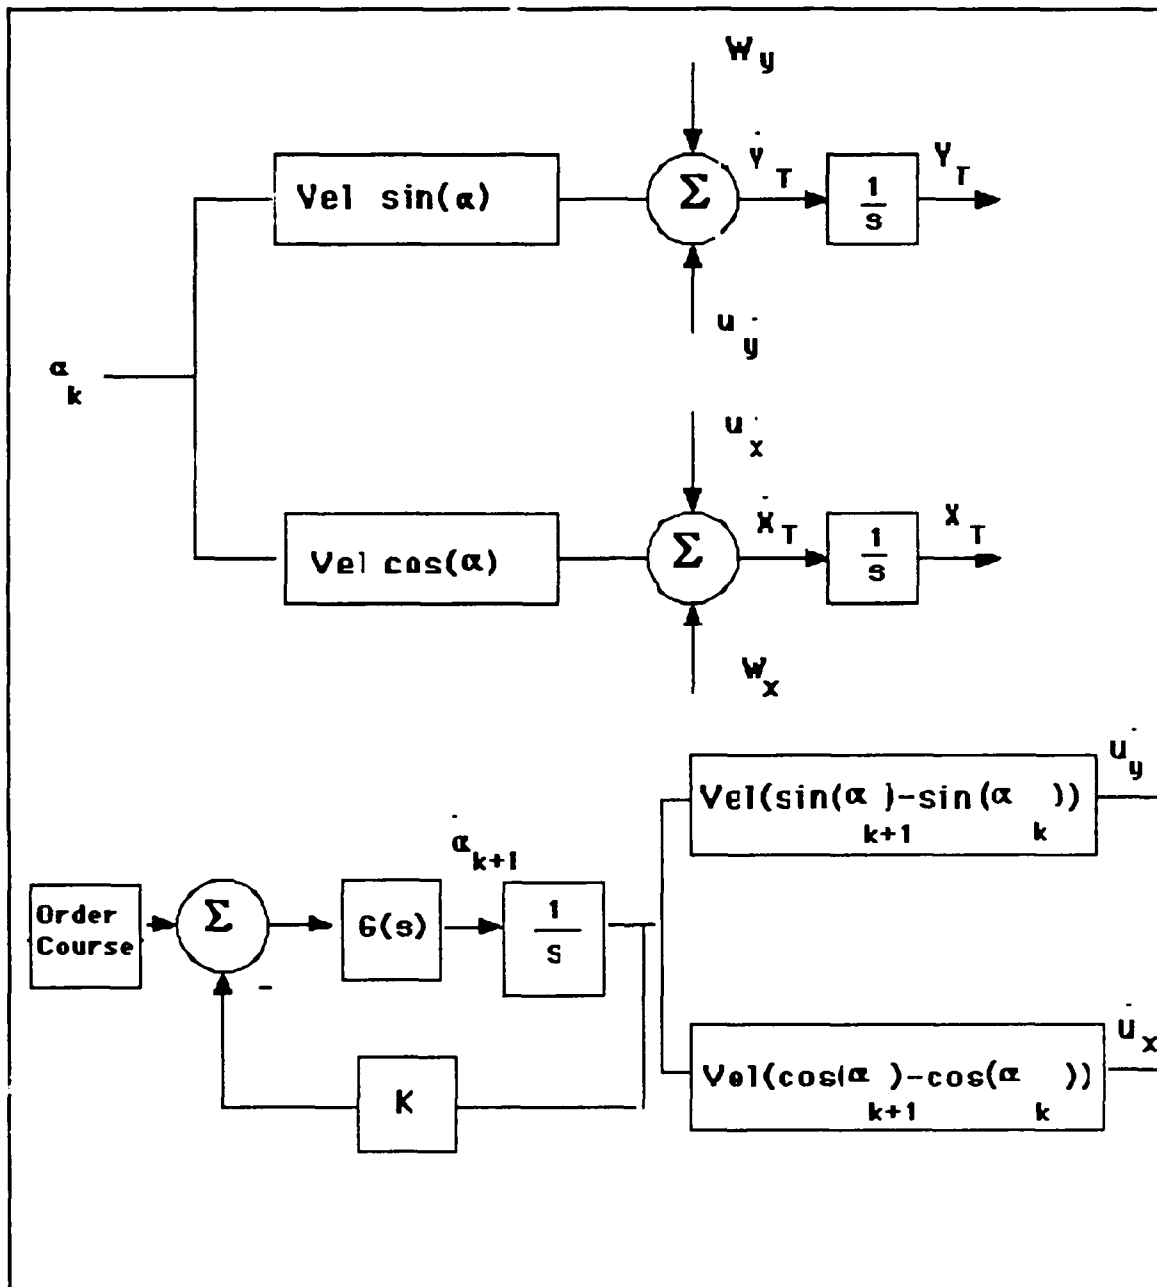 W y
Vel sin(α)
Σ
Ẏ T
1
s
Y T
u ẏ
α k
u ẋ
Vel cos(α)
Σ
Ẋ T
1
s
X T
W x
Vel(sin(α k+1)-sin(α k))
u̇ y
α̇ k+1
Order
Course
Σ
-
G(s)
1
s
K
Vel(cos(α k+1)-cos(α k))
u̇ x